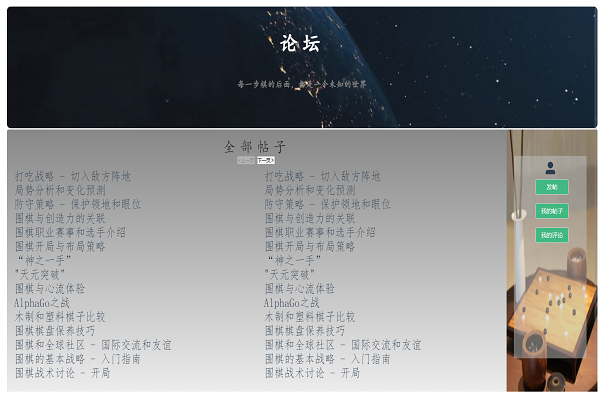 论坛
每一步棋的后面，都是一个未知的世界
全部帖子
上一页 下一页>
打吃战略 - 切入敌方阵地
局势分析和变化预测
防守策略 - 保护领地和眼位
围棋与创造力的关联
围棋职业赛事和选手介绍
围棋开局与布局策略
“神之一手”
"天元突破"
围棋与心流体验
AlphaGo之战
木制和塑料棋子比较
围棋棋盘保养技巧
围棋和全球社区 - 国际交流和友谊
围棋的基本战略 - 入门指南
围棋战术讨论 - 开局
打吃战略 - 切入敌方阵地
局势分析和变化预测
防守策略 - 保护领地和眼位
围棋与创造力的关联
围棋职业赛事和选手介绍
围棋开局与布局策略
“神之一手”
"天元突破"
围棋与心流体验
AlphaGo之战
木制和塑料棋子比较
围棋棋盘保养技巧
围棋和全球社区 - 国际交流和友谊
围棋的基本战略 - 入门指南
围棋战术讨论 - 开局
发帖
我的帖子
我的评论